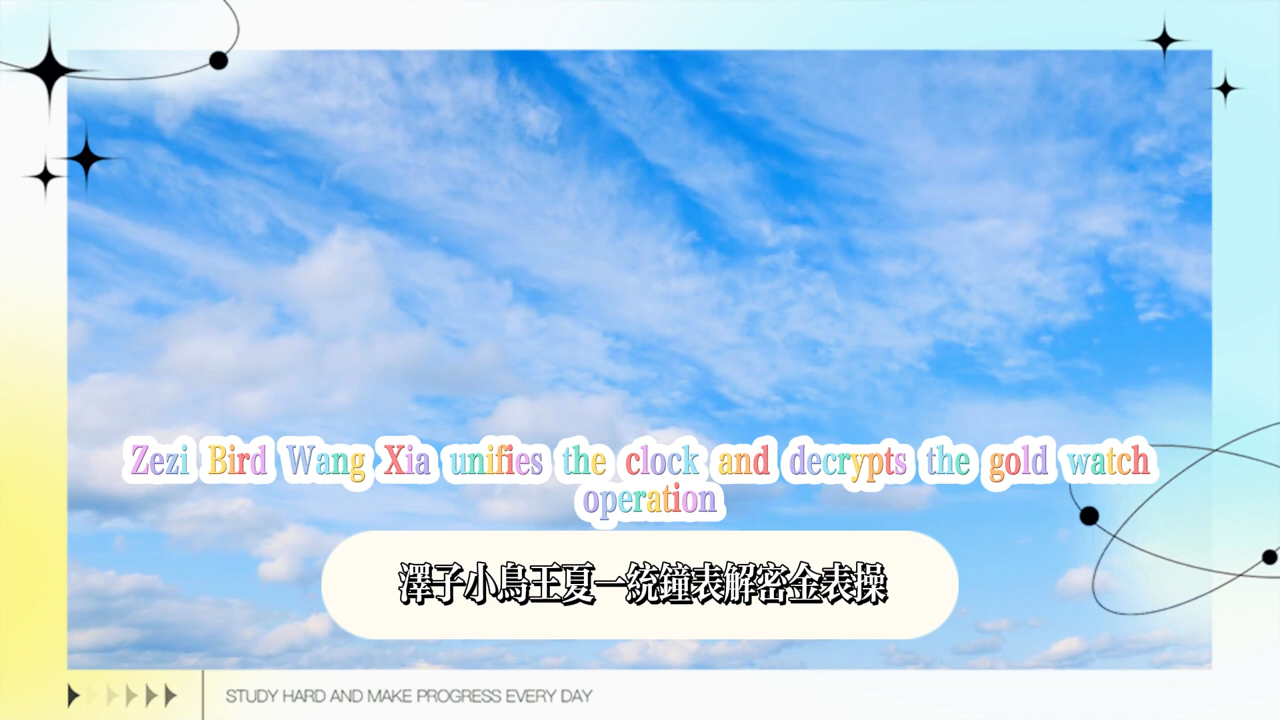 Zezi Bird Wang Xia unifies the clock and decrypts the gold watch
operation
澤子小鳥王夏一統鐘表解密金表操
STUDY HARD AND MAKE PROGRESS EVERY DAY